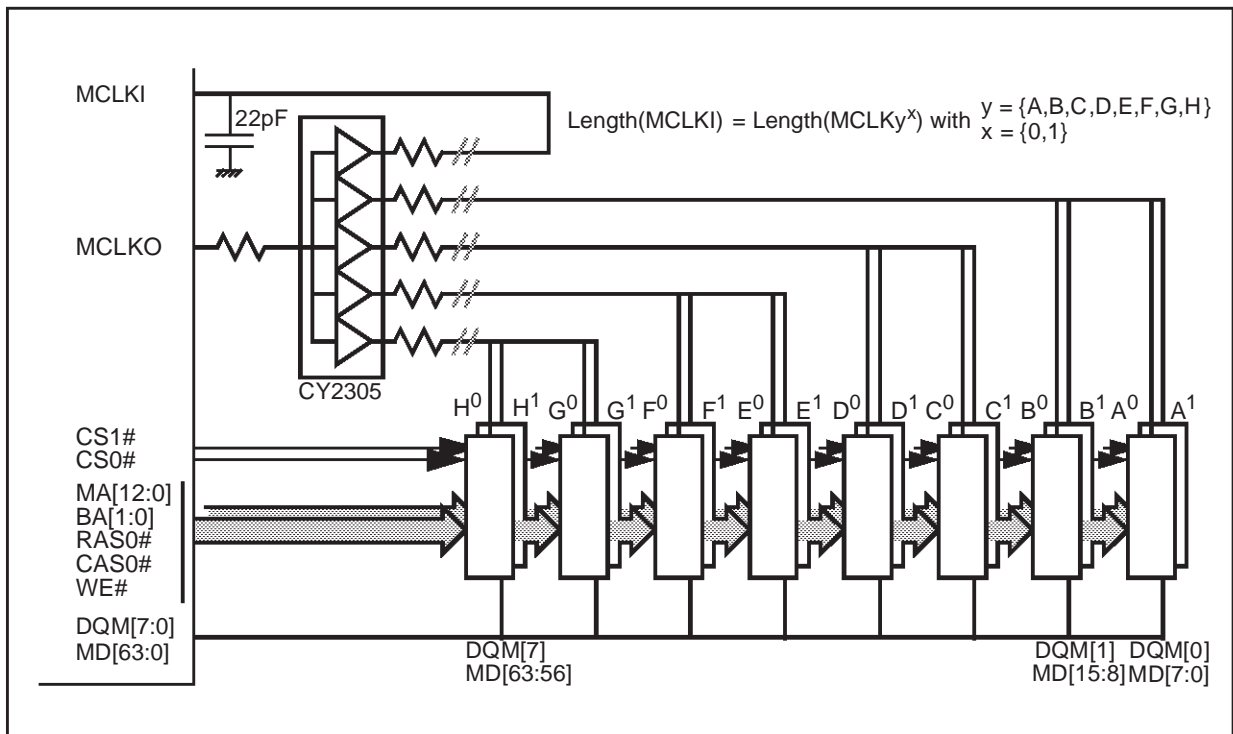 MCLKI
22pF
Length(MCLKI) = Length(MCLKy^x) with y = {A,B,C,D,E,F,G,H}
x = {0,1}
MCLKO
CY2305
H^0 H^1 G^0 G^1 F^0 F^1 E^0 E^1 D^0 D^1 C^0 C^1 B^0 B^1 A^0 A^1
CS1#
CS0#
MA[12:0]
BA[1:0]
RAS0#
CAS0#
WE#
DQM[7:0]
MD[63:0]
DQM[7]
MD[63:56]
DQM[1]
MD[15:8]
DQM[0]
MD[7:0]